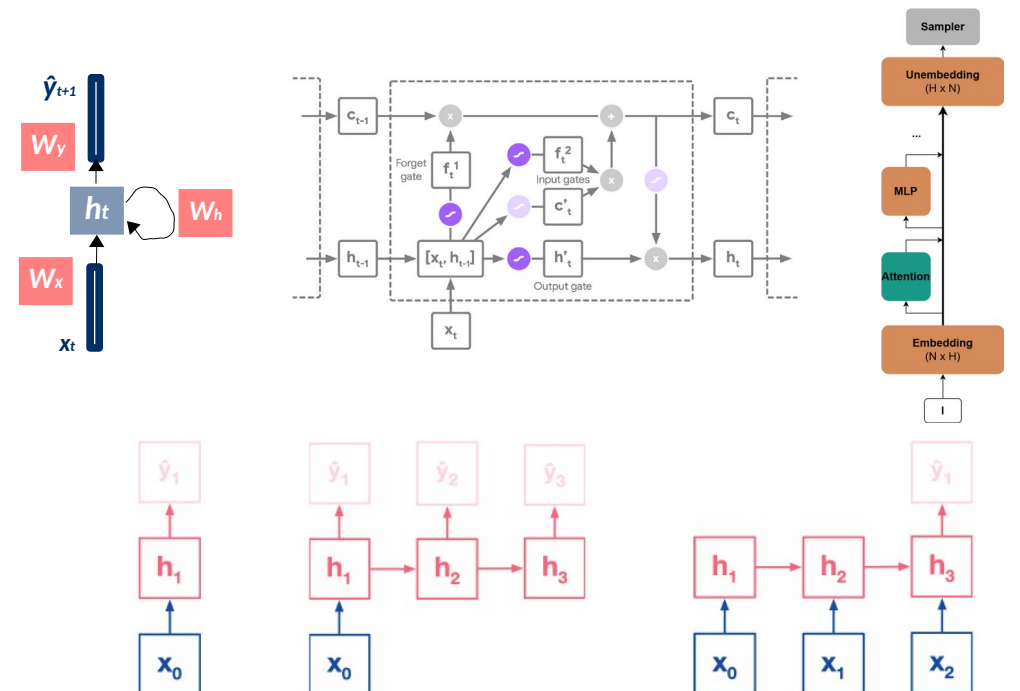 ŷt+1
Wy
ht
Wh
Wx
xt
ct-1
x
+
ct
Forget
gate
ft1
ft2
Input gates
x
c't
ht-1
[xt, ht-1]
h't
x
ht
Output gate
xt
Sampler
Unembedding
(H x N)
...
MLP
Attention
Embedding
(N x H)
I
ŷ1
h1
x0
ŷ1
ŷ2
ŷ3
h1
h2
h3
x0
ŷ1
h1
h2
h3
x0
x1
x2